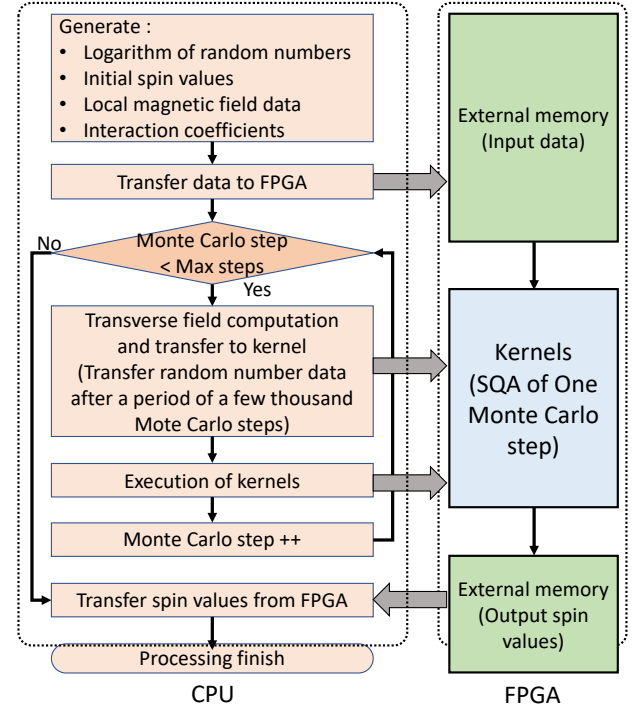 Generate :
• Logarithm of random numbers
• Initial spin values
• Local magnetic field data
• Interaction coefficients
Transfer data to FPGA
No
Monte Carlo step
< Max steps
Yes
Transverse field computation
and transfer to kernel
(Transfer random number data
after a period of a few thousand
Mote Carlo steps)
Execution of kernels
Monte Carlo step ++
Transfer spin values from FPGA
Processing finish
CPU
External memory
(Input data)
Kernels
(SQA of One
Monte Carlo
step)
External memory
(Output spin
values)
FPGA